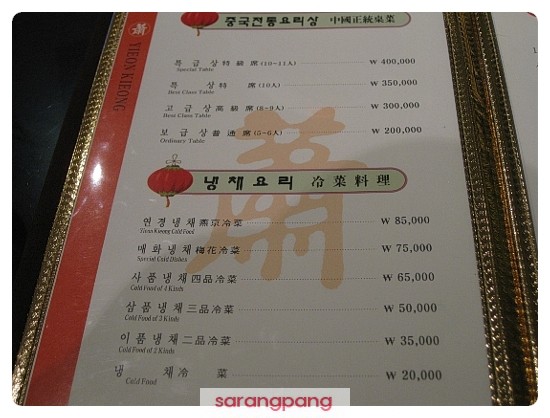 YIEON KIEONG
중국전통요리상 中國正統桌菜
특 급 상 特 級 席 (10~11人) ₩ 400,000
Special Table
특 상 特 席 (10人) ₩ 350,000
Best Class Table
고 급 상 高 級 席 (8~9人) ₩ 300,000
Best Class Table
보 급 상 普 通 席 (5~6人) ₩ 200,000
Ordinary Table
냉채요리 冷菜料理
연 경 냉 채 燕京冷菜 ₩ 85,000
Yieon Kieong Cold Food
매 화 냉 채 梅花冷菜 ₩ 75,000
Special Cold Dishes
사 품 냉 채 四品冷菜 ₩ 65,000
Cold Food of 4 Kinds
삼 품 냉 채 三品冷菜 ₩ 50,000
Cold Food of 3 Kinds
이 품 냉 채 二品冷菜 ₩ 35,000
Cold Food of 2 Kinds
냉 채 冷 菜 ₩ 20,000
Cold Food
sarangpang